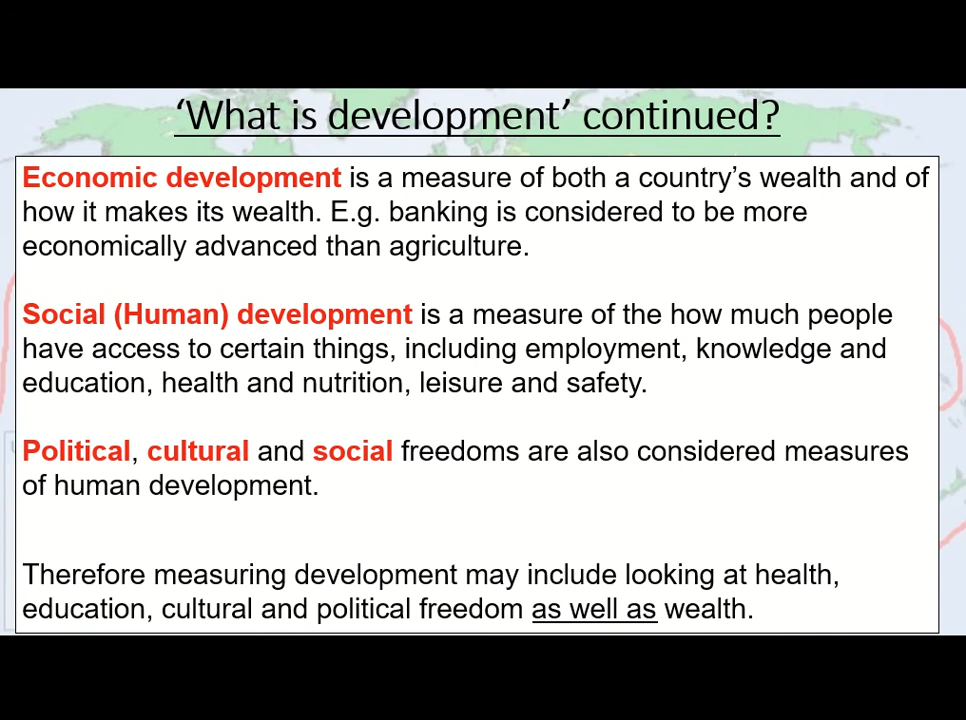 ‘What is development’ continued?
Economic development is a measure of both a country’s wealth and of
how it makes its wealth. E.g. banking is considered to be more
economically advanced than agriculture.
Social (Human) development is a measure of the how much people
have access to certain things, including employment, knowledge and
education, health and nutrition, leisure and safety.
Political, cultural and social freedoms are also considered measures
of human development.
Therefore measuring development may include looking at health,
education, cultural and political freedom as well as wealth.